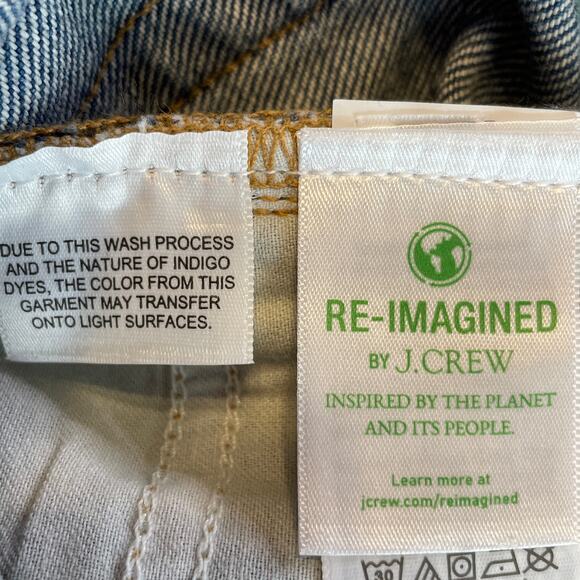 DUE TO THIS WASH PROCESS
AND THE NATURE OF INDIGO
DYES, THE COLOR FROM THIS
GARMENT MAY TRANSFER
ONTO LIGHT SURFACES.
RE-IMAGINED
BY J.CREW
INSPIRED BY THE PLANET
AND ITS PEOPLE.
Learn more at
jcrew.com/reimagined
30